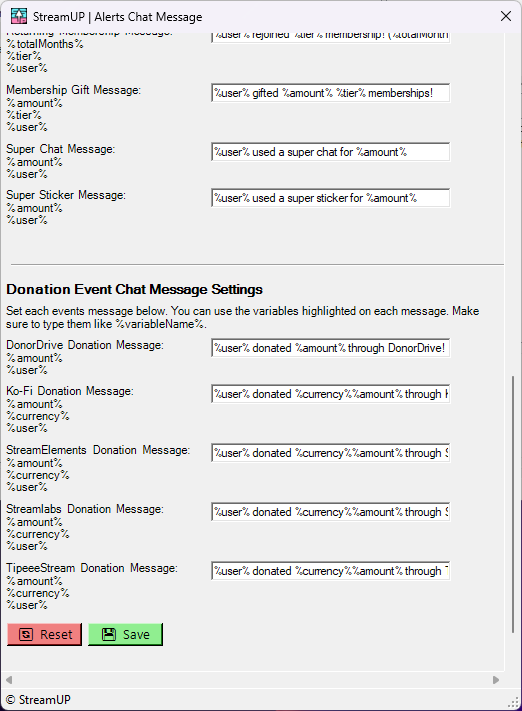 StreamUP | Alerts Chat Message
Returning Membership Message:
%user% rejoined %tier% membership! (%totalMonth
%totalMonths%
%tier%
%user%
Membership Gift Message:
%user% gifted %amount% %tier% memberships!
%amount%
%tier%
%user%
Super Chat Message:
%user% used a super chat for %amount%
%amount%
%user%
Super Sticker Message:
%user% used a super sticker for %amount%
%amount%
%user%
Donation Event Chat Message Settings
Set each events message below. You can use the variables highlighted on each message. Make
sure to type them like %variableName%.
DonorDrive Donation Message:
%user% donated %amount% through DonorDrive!
%amount%
%user%
Ko-Fi Donation Message:
%user% donated %currency%%amount% through K
%amount%
%currency%
%user%
StreamElements Donation Message:
%user% donated %currency%%amount% through S
%amount%
%currency%
%user%
Streamlabs Donation Message:
%user% donated %currency%%amount% through S
%amount%
%currency%
%user%
TipeeeStream Donation Message:
%user% donated %currency%%amount% through T
%amount%
%currency%
%user%
Reset
Save
© StreamUP